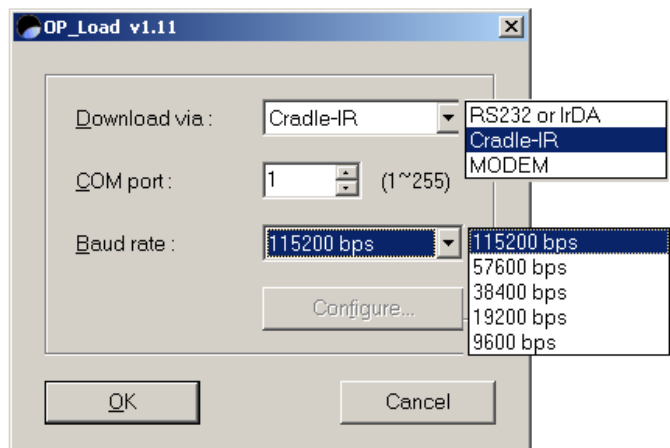 OP_Load v1.11
Download via :
Cradle-IR
RS232 or IrDA
Cradle-IR
MODEM
COM port :
1
(1~255)
Baud rate :
115200 bps
115200 bps
57600 bps
38400 bps
19200 bps
9600 bps
Configure...
OK
Cancel